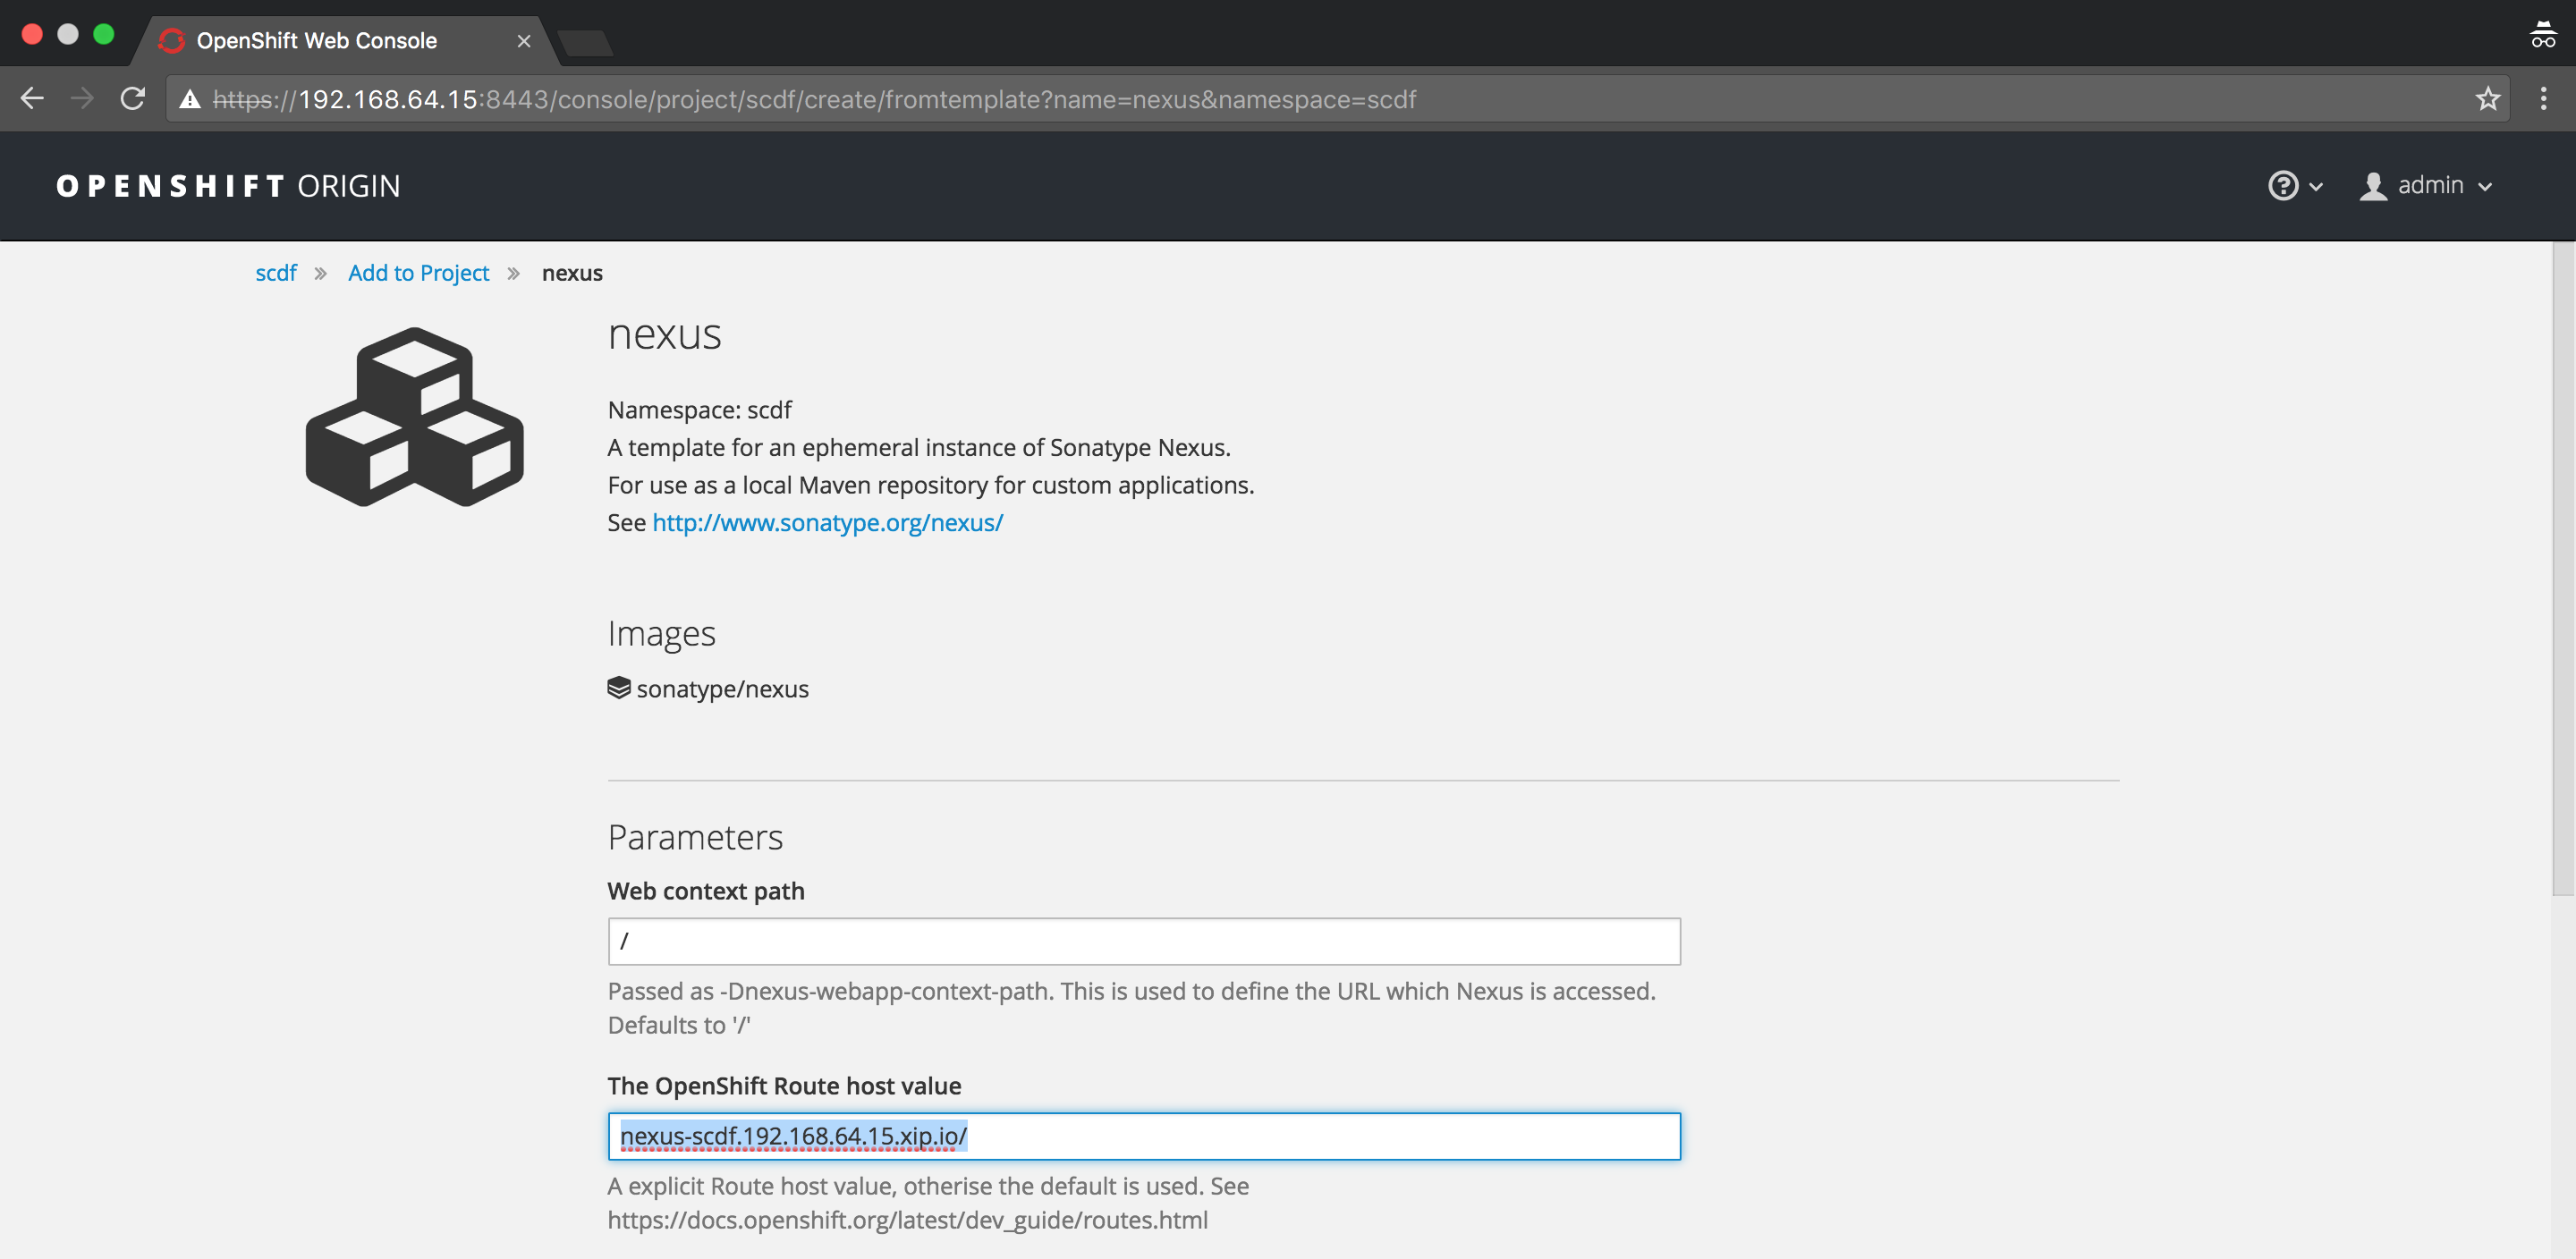 OpenShift Web Console
https://192.168.64.15:8443/console/project/scdf/create/fromtemplate?name=nexus&namespace=scdf
OPENSHIFT ORIGIN
admin
scdf » Add to Project » nexus
nexus
Namespace: scdf
A template for an ephemeral instance of Sonatype Nexus.
For use as a local Maven repository for custom applications.
See http://www.sonatype.org/nexus/
Images
sonatype/nexus
Parameters
Web context path
/
Passed as -Dnexus-webapp-context-path. This is used to define the URL which Nexus is accessed.
Defaults to '/'
The OpenShift Route host value
nexus-scdf.192.168.64.15.xip.io/
A explicit Route host value, otherise the default is used. See
https://docs.openshift.org/latest/dev_guide/routes.html